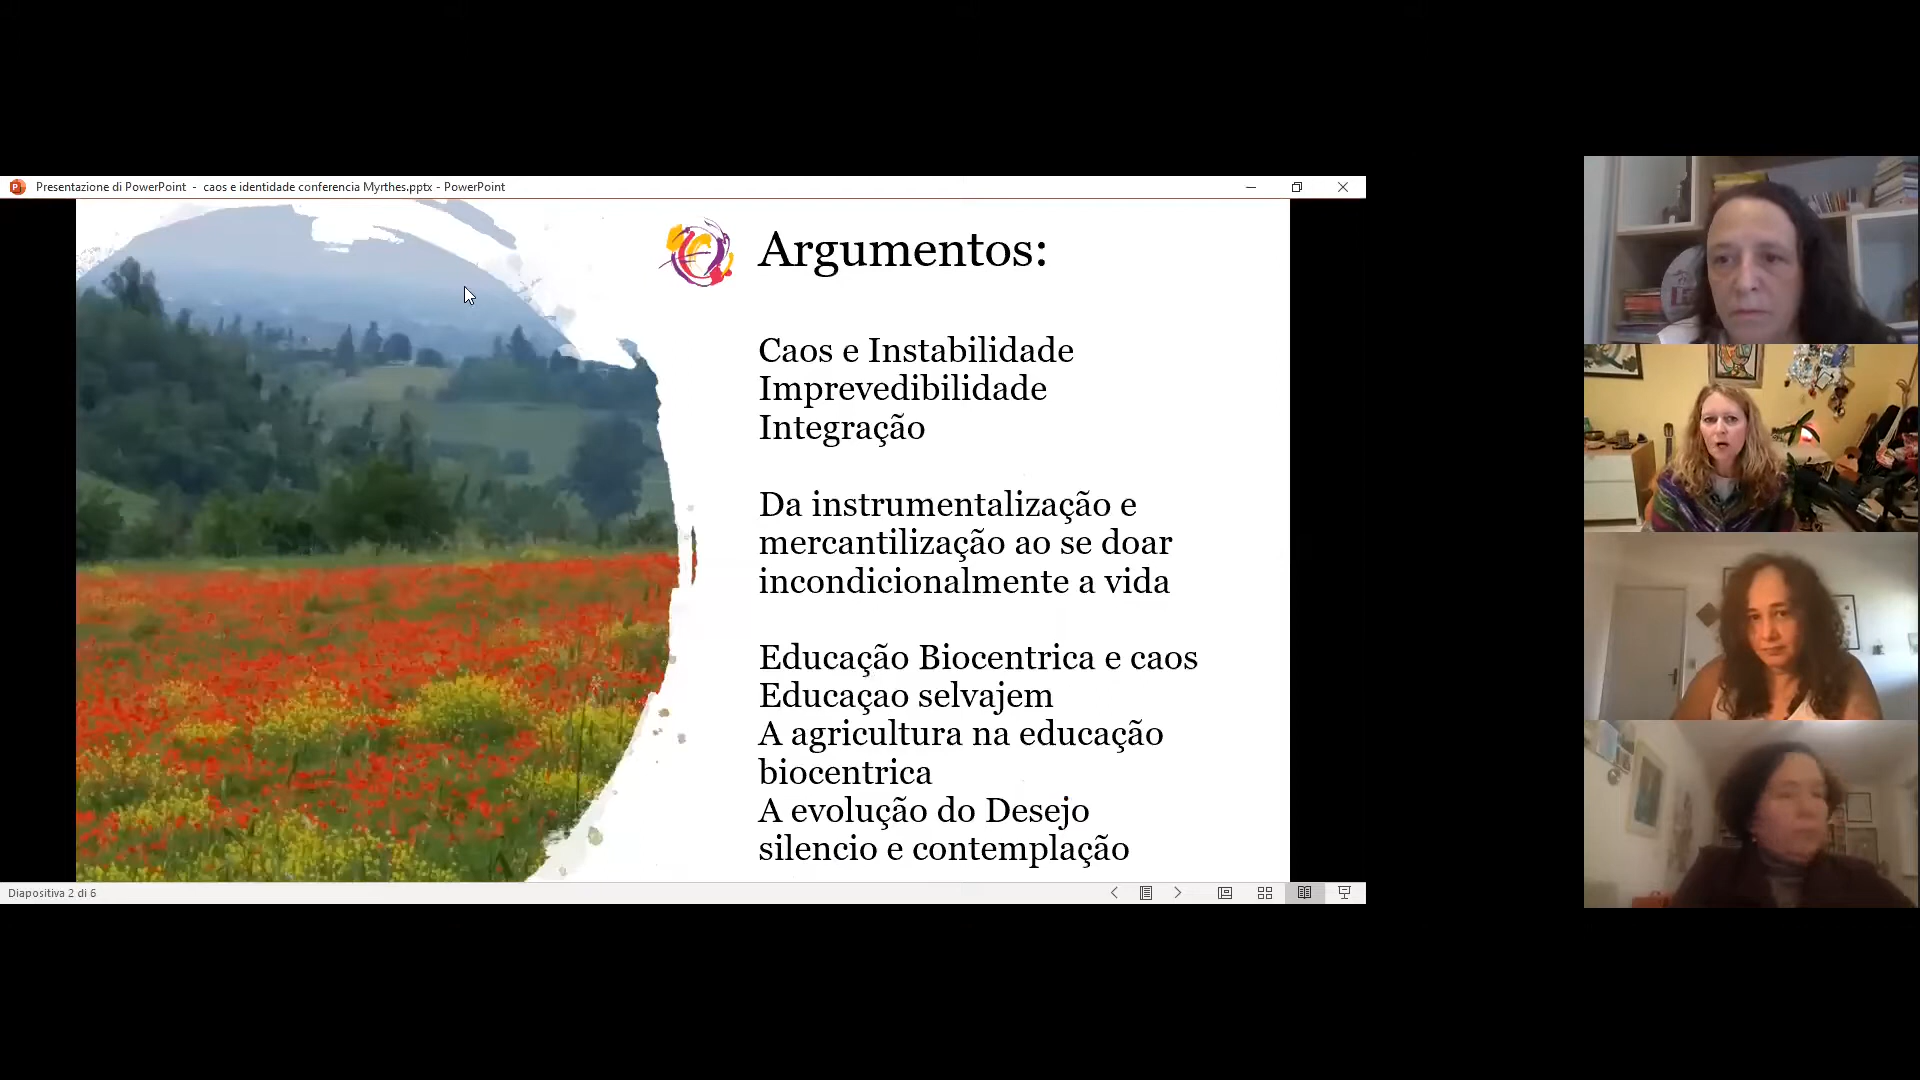 Presentazione di PowerPoint - caos e identidade conferencia Myrthes.pptx - PowerPoint
Argumentos:
Caos e Instabilidade
Imprevedibilidade
Integração
Da instrumentalização e
mercantilização ao se doar
incondicionalmente a vida
Educação Biocentrica e caos
Educaçao selvajem
A agricultura na educação
biocentrica
A evolução do Desejo
silencio e contemplação
Diapositiva 2 di 6